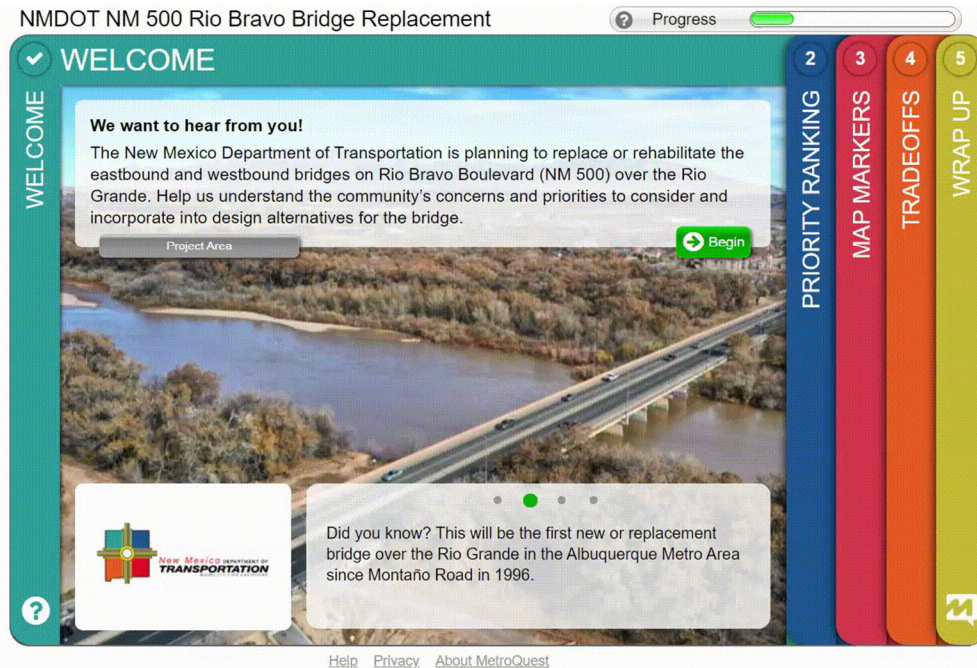 NMDOT NM 500 Rio Bravo Bridge Replacement
Progress
WELCOME
WELCOME
We want to hear from you!
The New Mexico Department of Transportation is planning to replace or rehabilitate the
eastbound and westbound bridges on Rio Bravo Boulevard (NM 500) over the Rio
Grande. Help us understand the community's concerns and priorities to consider and
incorporate into design alternatives for the bridge.
Project Area
Begin
2
PRIORITY RANKING
3
MAP MARKERS
4
TRADEOFFS
5
WRAP UP
New Mexico DEPARTMENT OF
TRANSPORTATION
MOBILITY FOR EVERYONE
Did you know? This will be the first new or replacement
bridge over the Rio Grande in the Albuquerque Metro Area
since Montaño Road in 1996.
?
Help Privacy About MetroQuest